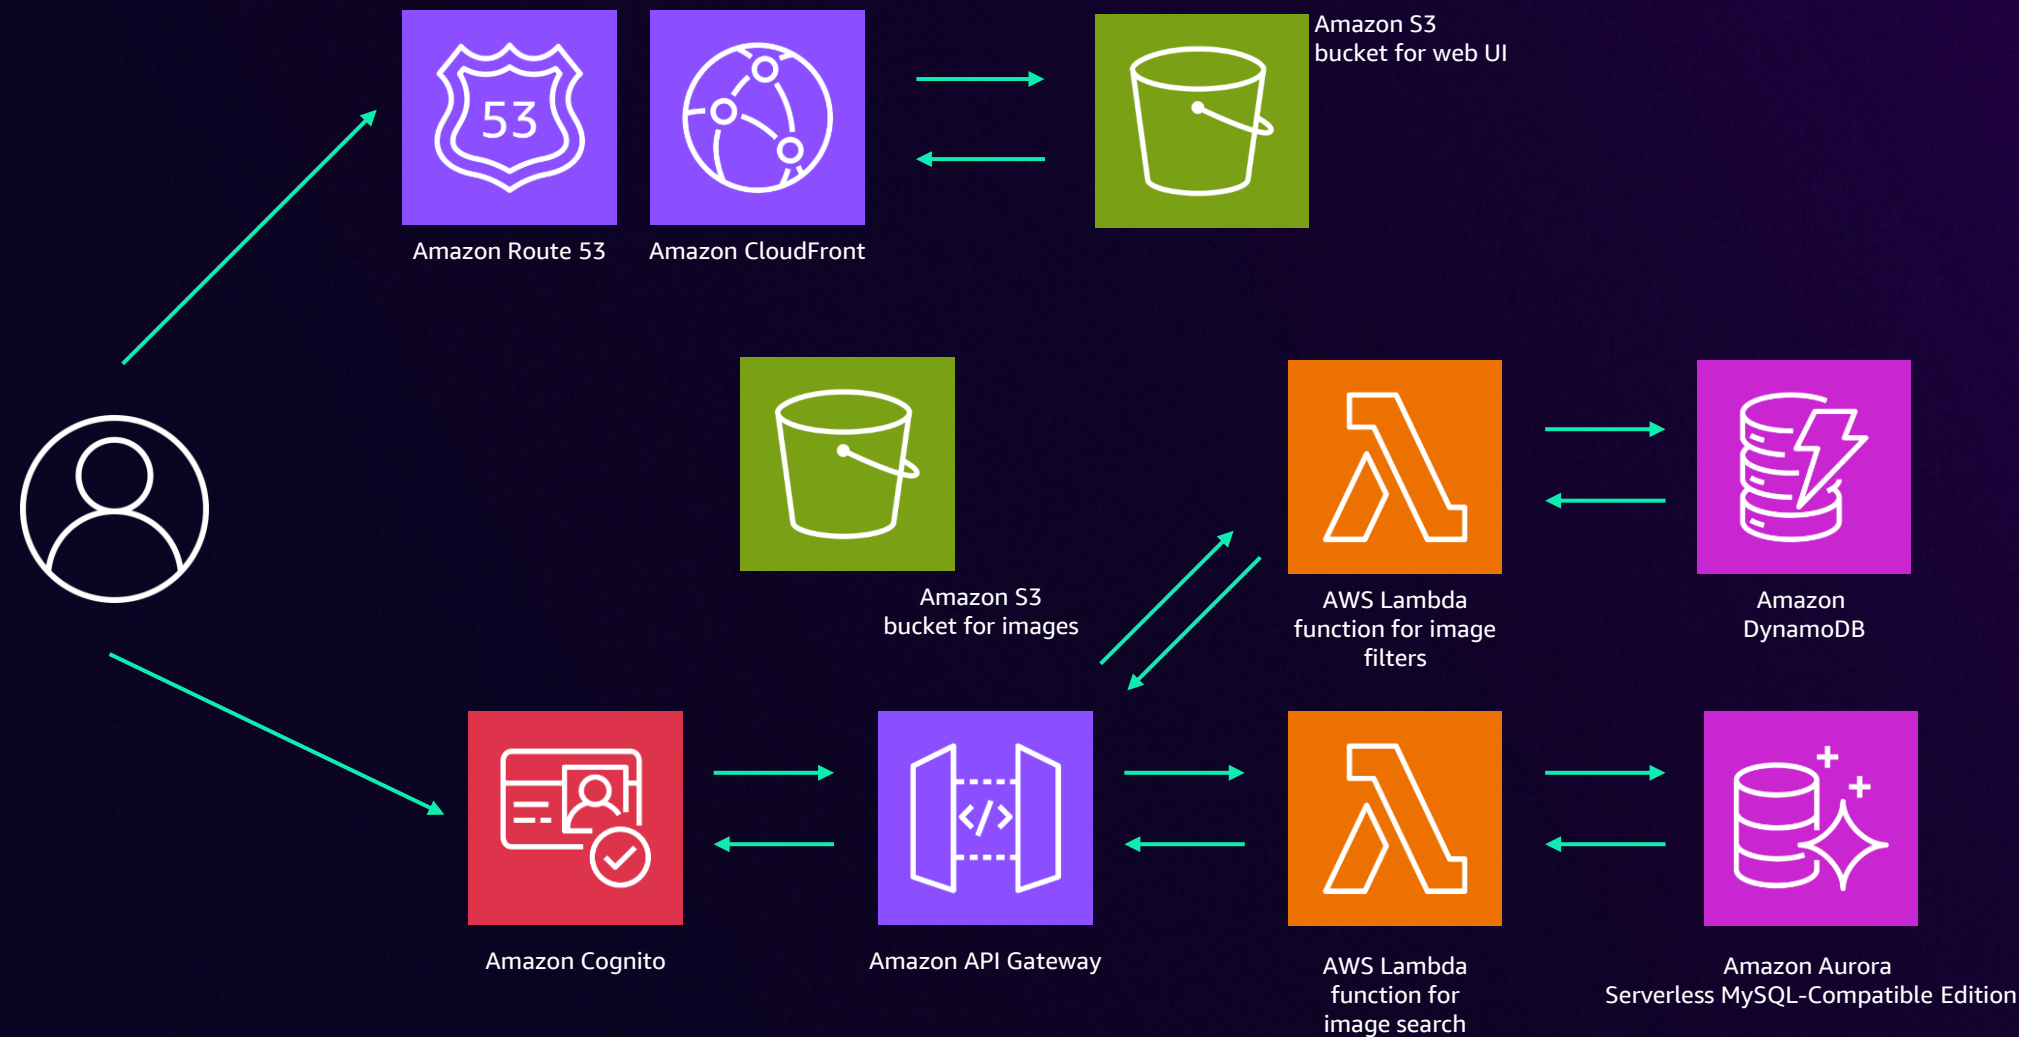 53
Amazon Route 53
Amazon CloudFront
Amazon S3
bucket for web UI
Amazon S3
bucket for images
AWS Lambda
function for image
filters
Amazon
DynamoDB
</>
Amazon Cognito
Amazon API Gateway
AWS Lambda
function for
image search
Amazon Aurora
Serverless MySQL-Compatible Edition